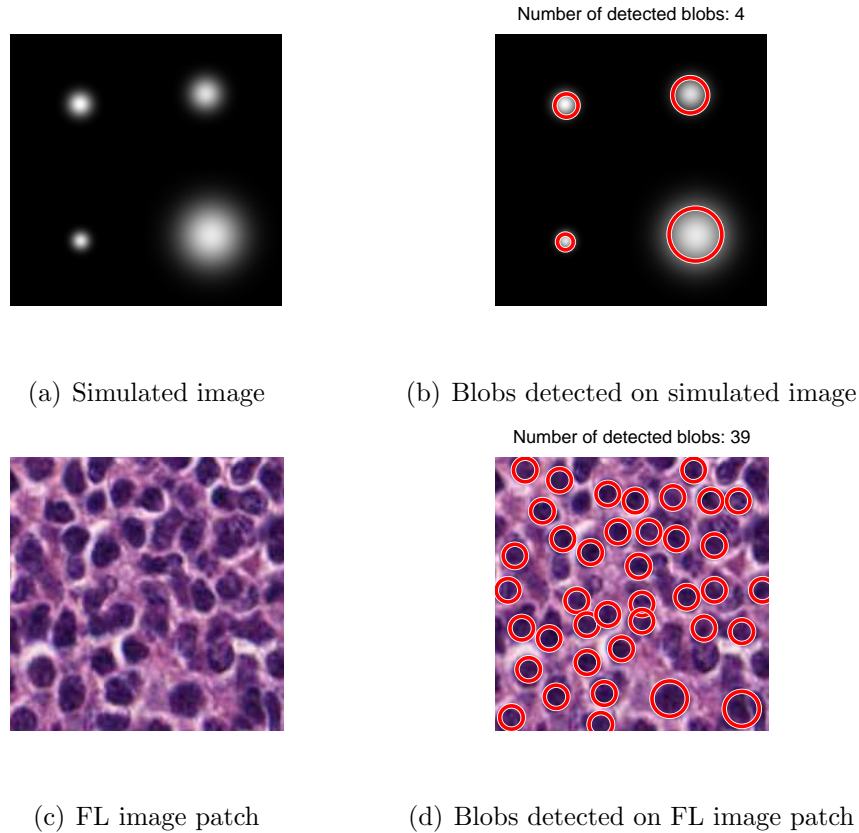 Number of detected blobs: 4
(a) Simulated image
(b) Blobs detected on simulated image
Number of detected blobs: 39
(c) FL image patch
(d) Blobs detected on FL image patch